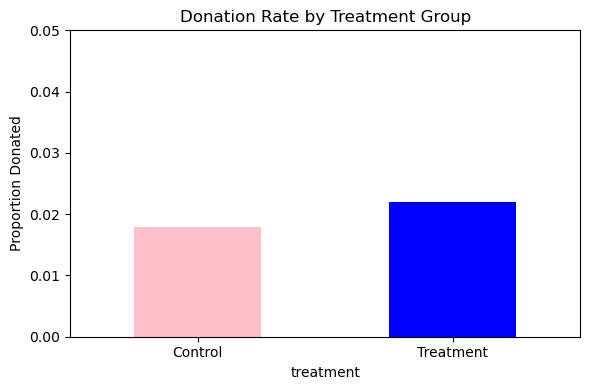 Donation Rate by Treatment Group
Proportion Donated
0.05
0.04
0.03
0.02
0.01
0.00
Control
Treatment
treatment